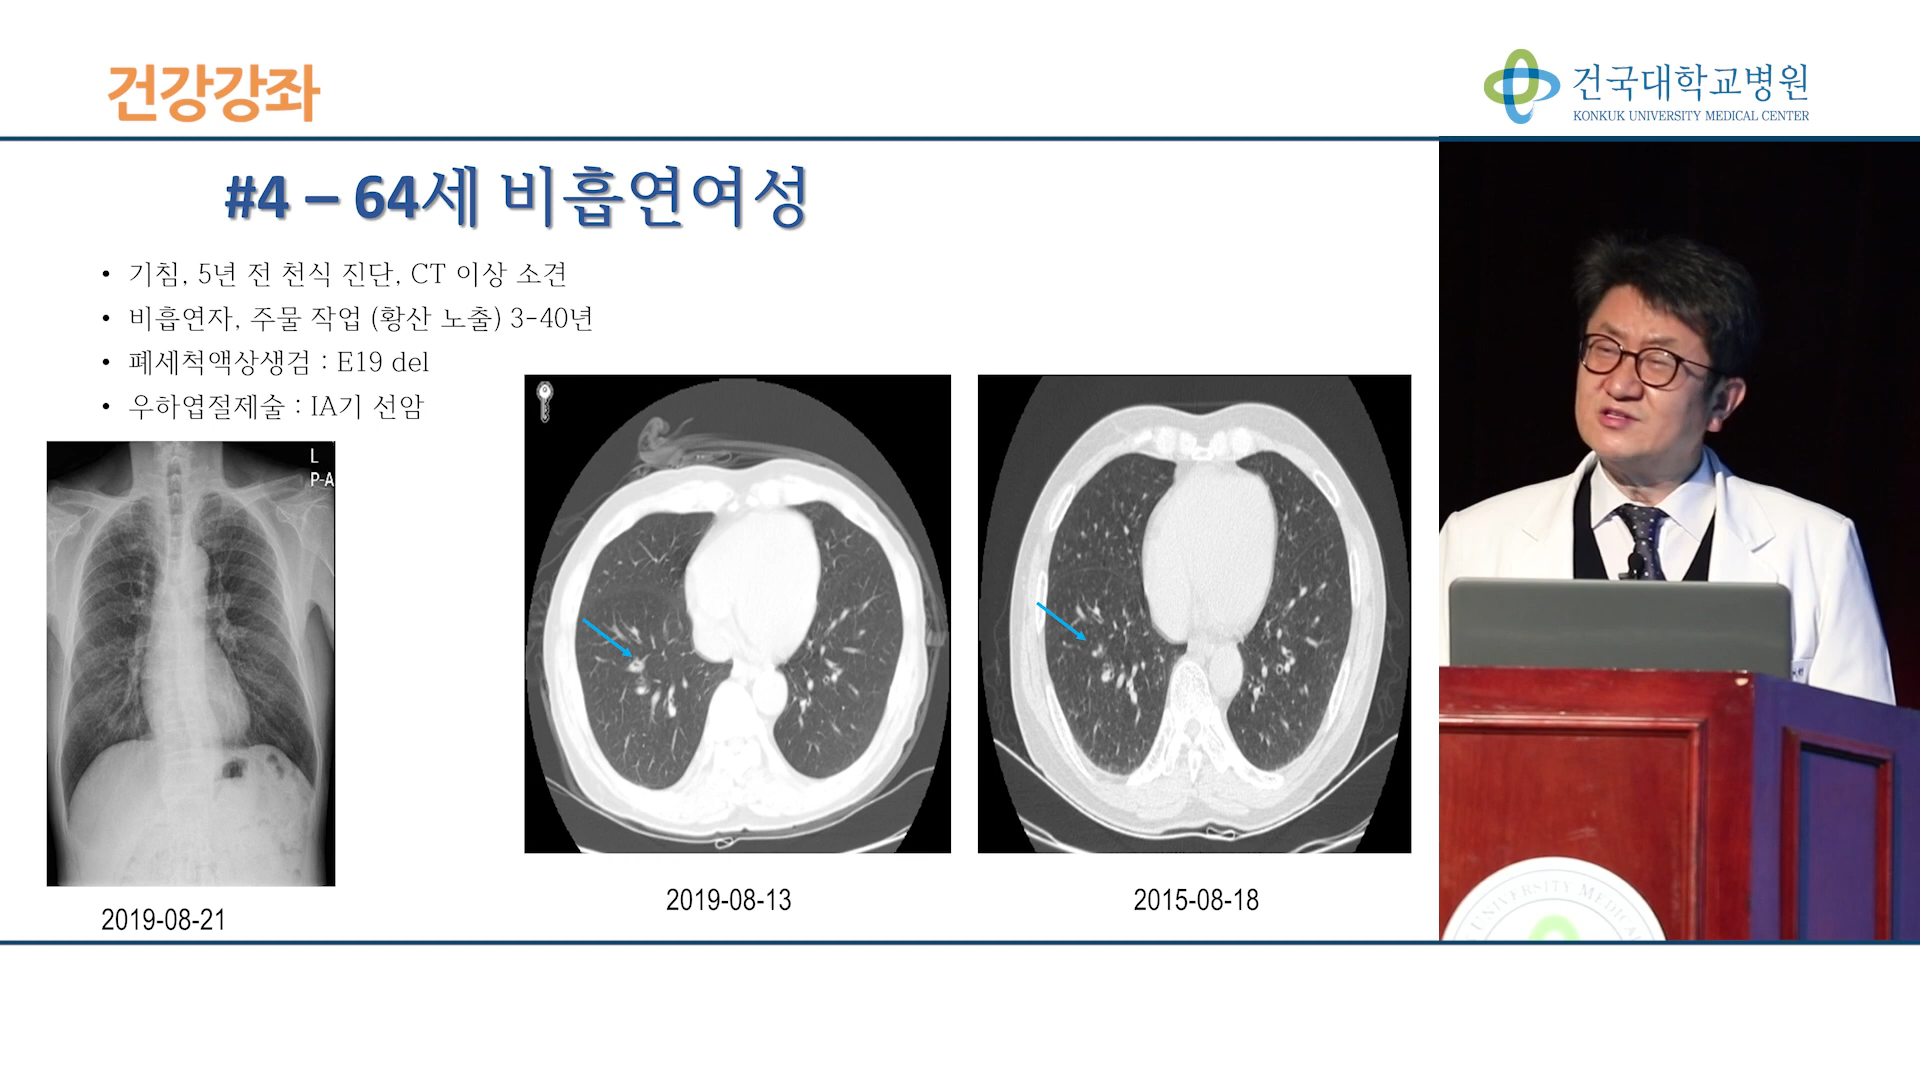 건강강좌
건국대학교병원
KONKUK UNIVERSITY MEDICAL CENTER
#4 – 64세 비흡연여성
• 기침, 5년 전 천식 진단, CT 이상 소견
• 비흡연자, 주물 작업 (황산 노출) 3-40년
• 폐세척액상생검 : E19 del
• 우하엽절제술 : IA기 선암
L
P-A
2019-08-21
2019-08-13
2015-08-18
UNIVERSITY MEDICA